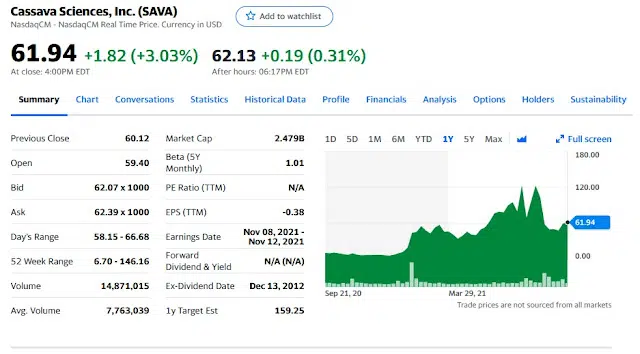 Cassava Sciences, Inc. (SAVA)
NasdaqCM - NasdaqCM Real Time Price. Currency in USD
Add to watchlist
61.94 +1.82 (+3.03%)
At close: 4:00PM EDT
62.13 +0.19 (0.31%)
After hours: 06:17PM EDT
Summary Chart Conversations Statistics Historical Data Profile Financials Analysis Options Holders Sustainability
Previous Close 60.12
Open 59.40
Bid 62.07 x 1000
Ask 62.39 x 1000
Day's Range 58.15 - 66.68
52 Week Range 6.70 - 146.16
Volume 14,871,015
Avg. Volume 7,763,039
Market Cap 2.479B
Beta (5Y
Monthly) 1.01
PE Ratio (TTM) N/A
EPS (TTM) -0.38
Earnings Date Nov 08, 2021 -
Nov 12, 2021
Forward
Dividend & Yield N/A (N/A)
Ex-Dividend Date Dec 13, 2012
1y Target Est 159.25
1D 5D 1M 6M YTD 1Y 5Y Max Full screen
180.00
120.00
61.94
0.00
Sep 21, 20 Mar 29, 21
Trade prices are not sourced from all markets